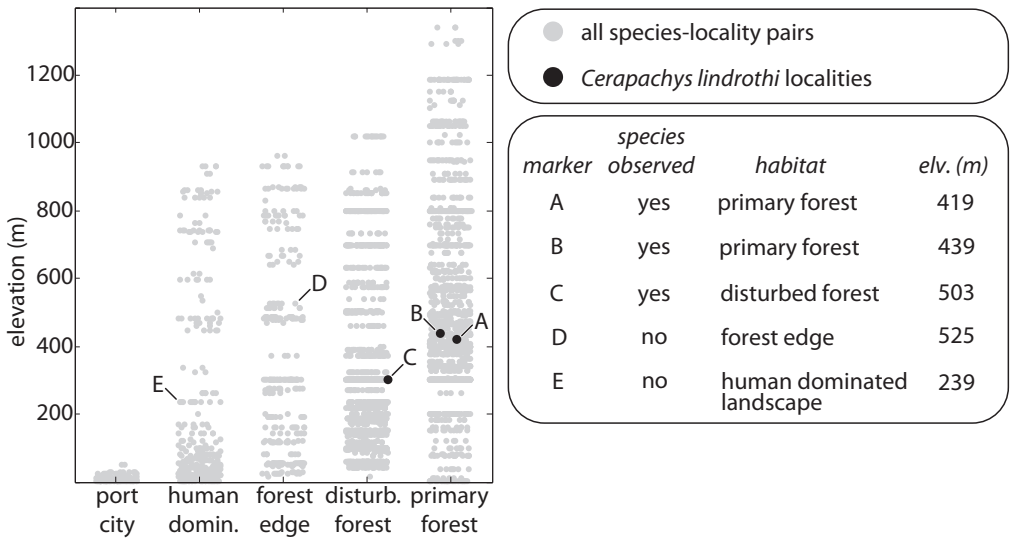 1200
1000
800
600
400
200
elevation (m)
D
B
A
C
E
port city
human domin.
forest edge
disturb. forest
primary forest
all species-locality pairs
Cerapachys lindrothi localities
marker species observed habitat elv. (m)
A yes primary forest 419
B yes primary forest 439
C yes disturbed forest 503
D no forest edge 525
E no human dominated landscape 239